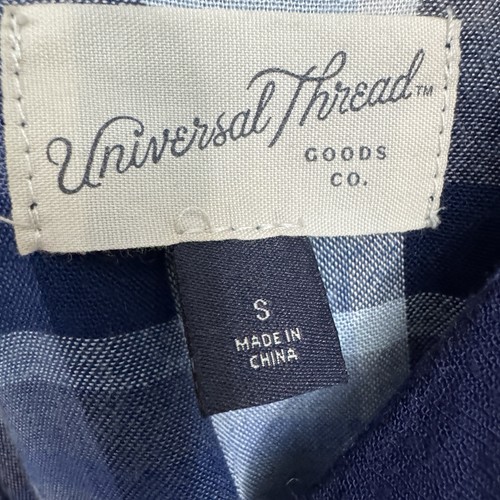 Universal Thread™
GOODS
CO.
S
MADE IN
CHINA